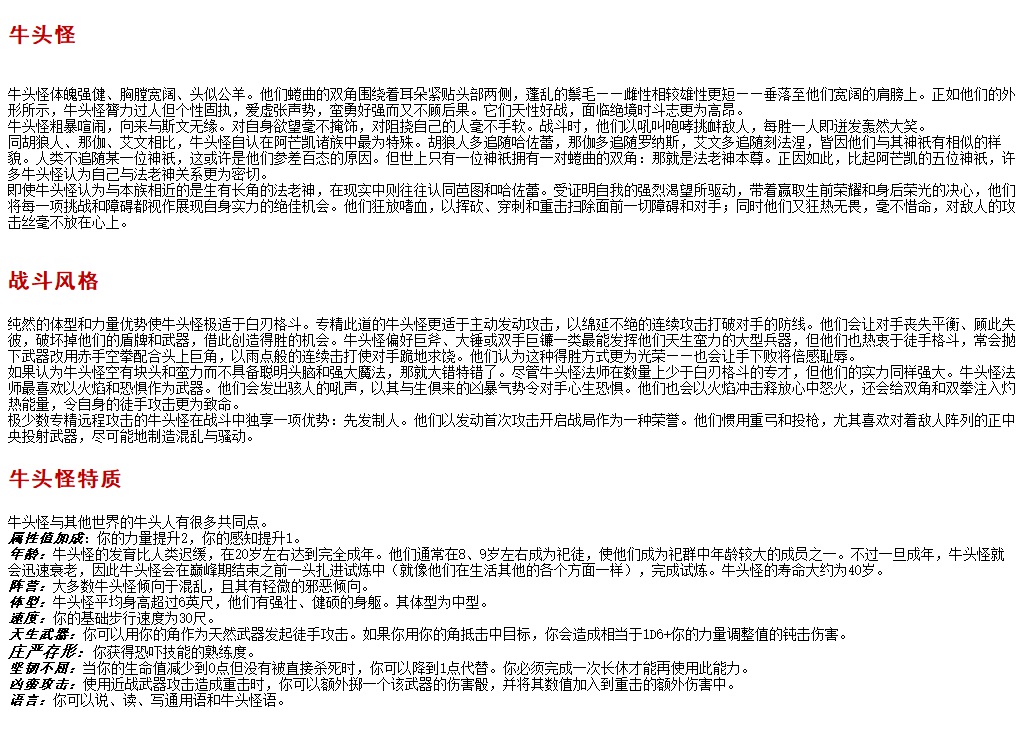 牛头怪
牛头怪体魄强健、胸膛宽阔、头似公羊。他们蜷曲的双角围绕着耳朵紧贴头部两侧，蓬乱的鬃毛——雌性相较雄性更短——垂落至他们宽阔的肩膀上。正如他们的外
形所示，牛头怪膂力过人但个性固执，爱虚张声势，蛮勇好强而又不顾后果。它们天性好战，面临绝境时斗志更为高昂。
牛头怪粗暴喧闹，向来与斯文无缘。对自身欲望毫不掩饰，对阻挠自己的人毫不手软。战斗时，他们以吼叫咆哮挑衅敌人，每胜一人即迸发轰然大笑。
同胡狼人、那伽、艾文相比，牛头怪自认在阿芒凯诸族中最为特殊。胡狼人多追随哈佐蕾，那伽多追随罗纳斯，艾文多追随刻法涅，皆因他们与其神祇有相似的样
貌。人类不追随某一位神祇，这或许是他们参差百态的原因。但世上只有一位神祇拥有一对蜷曲的双角：那就是法老神本尊。正因如此，比起阿芒凯的五位神祇，许
多牛头怪认为自己与法老神关系更为密切。
即使牛头怪认为与本族相近的是生有长角的法老神，在现实中则往往认同芭图和哈佐蕾。受证明自我的强烈渴望所驱动，带着赢取生前荣耀和身后荣光的决心，他们
将每一项挑战和障碍都视作展现自身实力的绝佳机会。他们狂放嗜血，以挥砍、穿刺和重击扫除面前一切障碍和对手；同时他们又狂热无畏，毫不惜命，对敌人的攻
击丝毫不放在心上。
战斗风格
纯然的体型和力量优势使牛头怪极适于白刃格斗。专精此道的牛头怪更适于主动发动攻击，以绵延不绝的连续攻击打破对手的防线。他们会让对手丧失平衡、顾此失
彼，破坏掉他们的盾牌和武器，借此创造得胜的机会。牛头怪偏好巨斧、大锤或双手巨镰一类最能发挥他们天生蛮力的大型兵器，但他们也热衷于徒手格斗，常会抛
下武器改用赤手空拳配合头上巨角，以雨点般的连续击打使对手跪地求饶。他们认为这种得胜方式更为光荣——也会让手下败将倍感耻辱。
如果认为牛头怪空有块头和蛮力而不具备聪明头脑和强大魔法，那就大错特错了。尽管牛头怪法师在数量上少于白刃格斗的专才，但他们的实力同样强大。牛头怪法
师最喜欢以火焰和恐惧作为武器。他们会发出骇人的吼声，以其与生俱来的凶暴气势令对手心生恐惧。他们也会以火焰冲击释放心中怒火，还会给双角和双拳注入灼
热能量，令自身的徒手攻击更为致命。
极少数专精远程攻击的牛头怪在战斗中独享一项优势：先发制人。他们以发动首次攻击开启战局作为一种荣誉。他们惯用重弓和投枪，尤其喜欢对着敌人阵列的正中
央投射武器，尽可能地制造混乱与骚动。
牛头怪特质
牛头怪与其他世界的牛头人有很多共同点。
属性值加成：你的力量提升2，你的感知提升1。
年龄：牛头怪的发育比人类迟缓，在20岁左右达到完全成年。他们通常在8、9岁左右成为祀徒，使他们成为祀群中年龄较大的成员之一。不过一旦成年，牛头怪就
会迅速衰老，因此牛头怪会在巅峰期结束之前一头扎进试炼中（就像他们在生活其他的各个方面一样），完成试炼。牛头怪的寿命大约为40岁。
阵营：大多数牛头怪倾向于混乱，且其有轻微的邪恶倾向。
体型：牛头怪平均身高超过6英尺，他们有强壮、健硕的身躯。其体型为中型。
速度：你的基础步行速度为30尺。
天生武器：你可以用你的角作为天然武器发起徒手攻击。如果你用你的角抵击中目标，你会造成相当于1D6+你的力量调整值的钝击伤害。
庄严存形：你获得恐吓技能的熟练度。
坚韧不屈：当你的生命值减少到0点但没有被直接杀死时，你可以降到1点代替。你必须完成一次长休才能再使用此能力。
凶蛮攻击：使用近战武器攻击造成重击时，你可以额外掷一个该武器的伤害骰，并将其数值加入到重击的额外伤害中。
语言：你可以说、读、写通用语和牛头怪语。